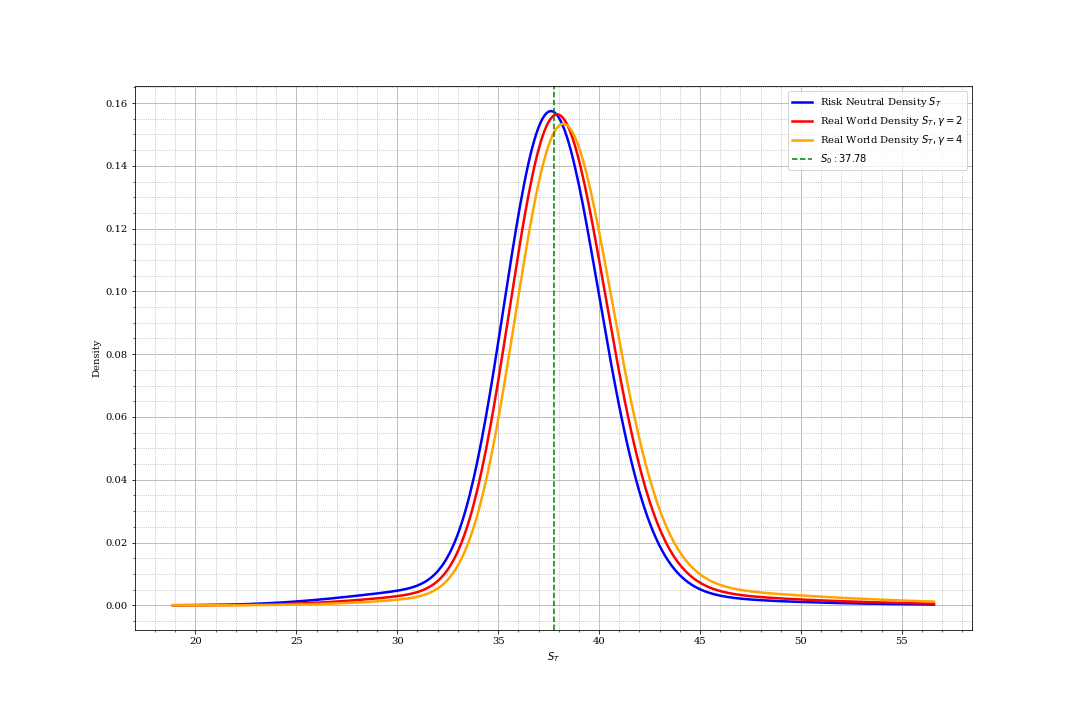 0.16
0.14
0.12
0.10
0.08
0.06
0.04
0.02
0.00
Density
Risk Neutral Density $S_T$
Real World Density $S_T, \gamma = 2$
Real World Density $S_T, \gamma = 4$
$S_0 : 37.78$
20 25 30 35 40 45 50 55
$S_T$